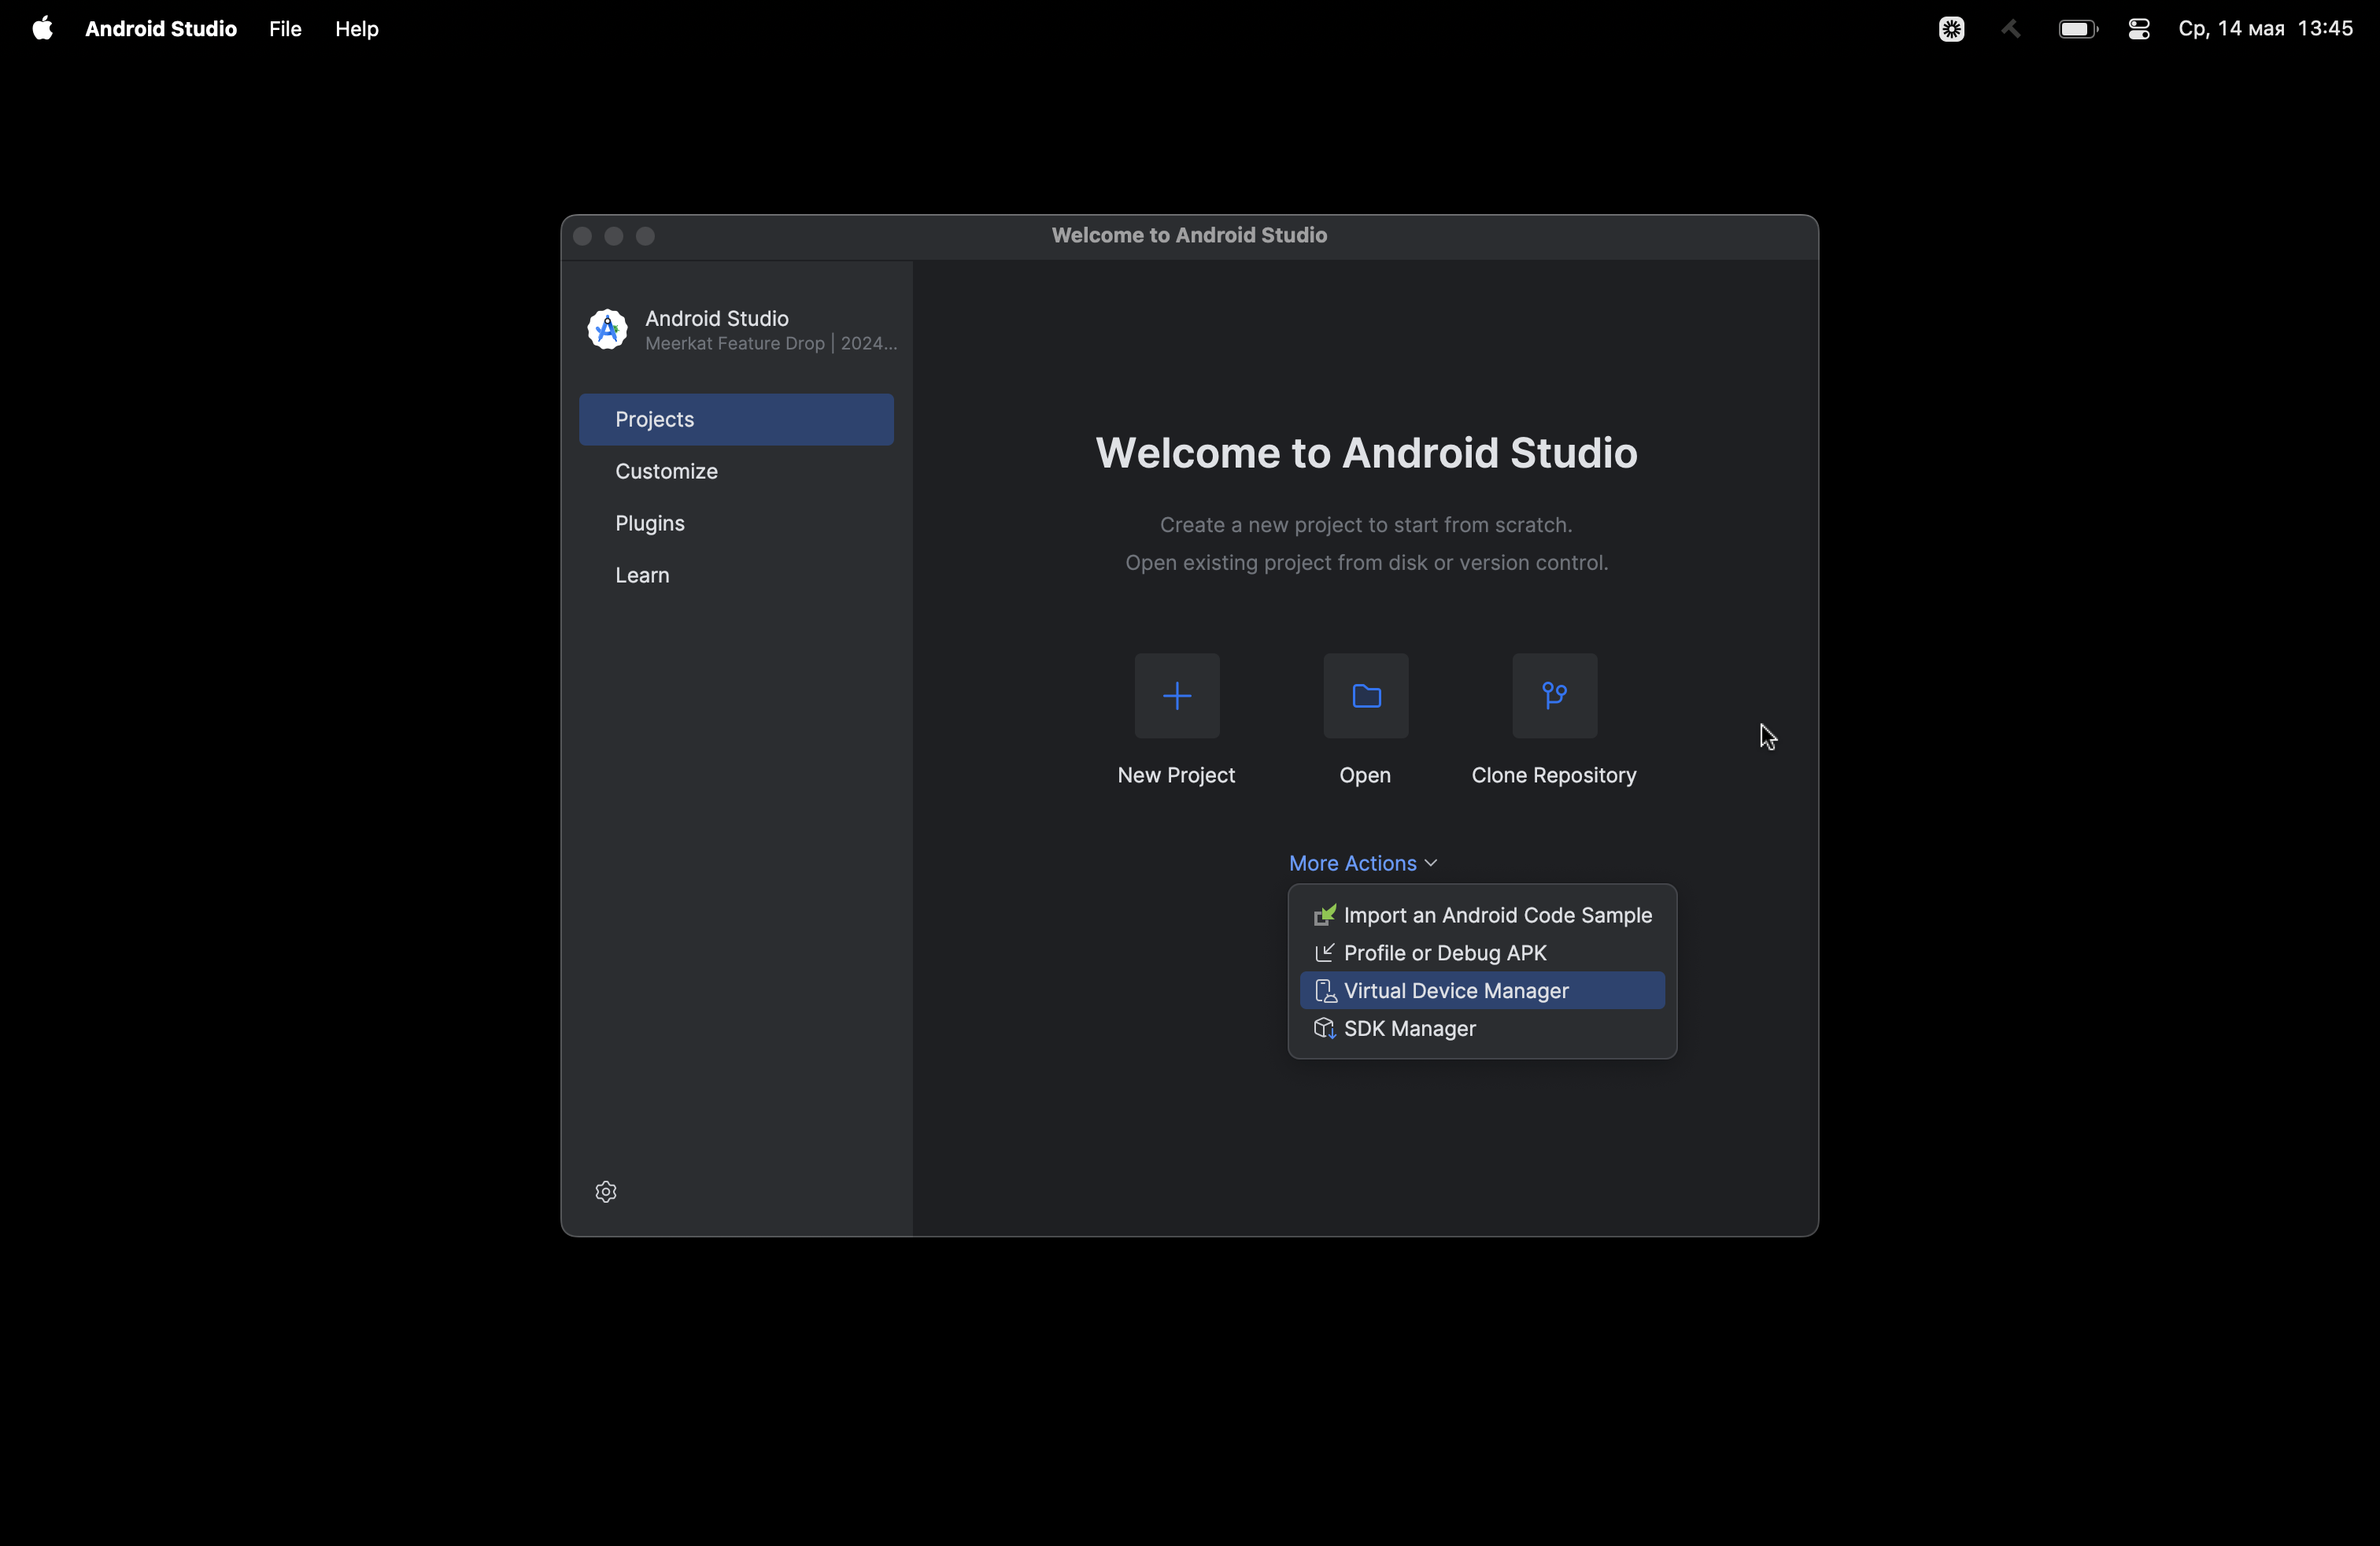 Android Studio File Help
Ср, 14 мая 13:45
Welcome to Android Studio
Android Studio
Meerkat Feature Drop | 2024...
Projects
Customize
Plugins
Learn
Welcome to Android Studio
Create a new project to start from scratch.
Open existing project from disk or version control.
New Project
Open
Clone Repository
More Actions
Import an Android Code Sample
Profile or Debug APK
Virtual Device Manager
SDK Manager